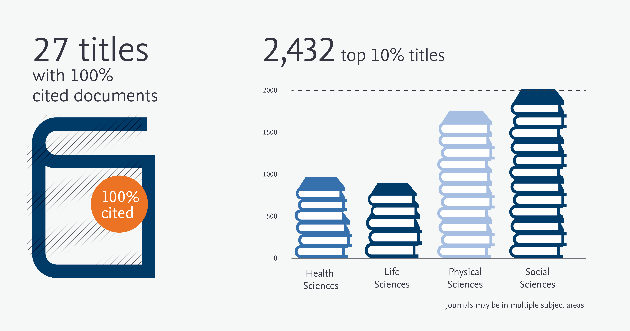 27 titles
with 100%
cited documents
100%
cited
2,432 top 10% titles
2000
1500
1000
500
0
Health
Sciences
Life
Sciences
Physical
Sciences
Social
Sciences
journals may be in multiple subject areas